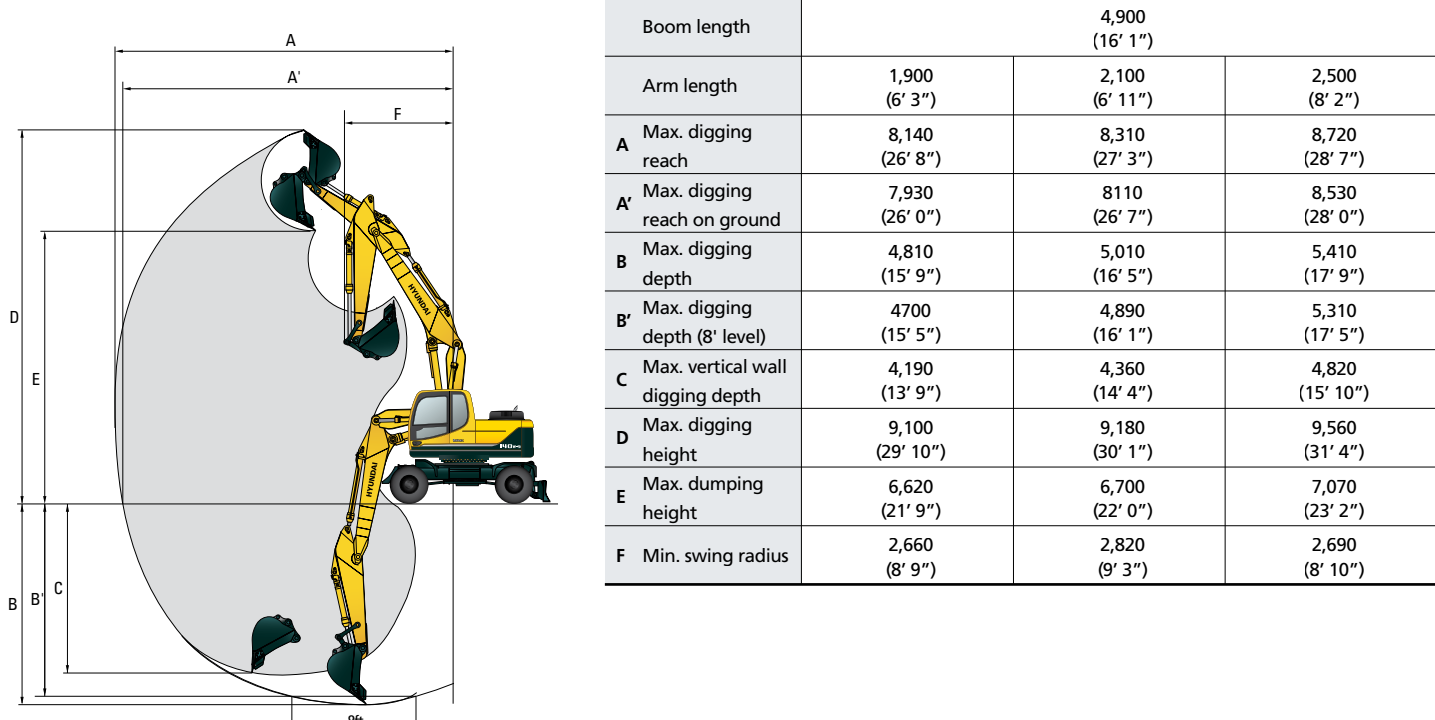 A
A'
F
D
E
B
B'
C
HYUNDAI
HYUNDAI
8ft
Boom length
4,900
(16’ 1”)
Arm length
1,900 2,100 2,500
(6’ 3”) (6’ 11”) (8’ 2”)
A Max. digging reach
8,140 8,310 8,720
(26’ 8”) (27’ 3”) (28’ 7”)
A’ Max. digging reach on ground
7,930 8110 8,530
(26’ 0”) (26’ 7”) (28’ 0”)
B Max. digging depth
4,810 5,010 5,410
(15’ 9”) (16’ 5”) (17’ 9”)
B’ Max. digging depth (8' level)
4700 4,890 5,310
(15’ 5”) (16’ 1”) (17’ 5”)
C Max. vertical wall digging depth
4,190 4,360 4,820
(13’ 9”) (14’ 4”) (15’ 10”)
D Max. digging height
9,100 9,180 9,560
(29’ 10”) (30’ 1”) (31’ 4”)
E Max. dumping height
6,620 6,700 7,070
(21’ 9”) (22’ 0”) (23’ 2”)
F Min. swing radius
2,660 2,820 2,690
(8’ 9”) (9’ 3”) (8’ 10”)